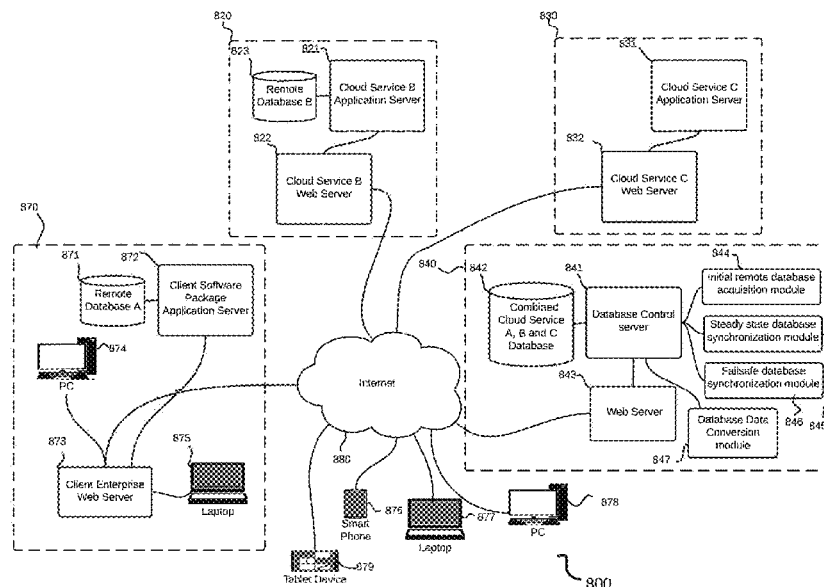 820
823
821
Remote
Database B
Cloud Service B
Application Server
822
Cloud Service B
Web Server
830
831
Cloud Service C
Application Server
832
Cloud Service C
Web Server
870
871
872
Remote
Database A
Client Software
Package
Application Server
874
PC
873
Client Enterprise
Web Server
875
Laptop
840
842
841
844
Combined
Cloud Service
A, B and C
Database
Database Control
server
Initial remote database
acquisition module
Steady state database
synchronization module
Failsafe database
synchronization module
843
Web Server
846
845
Database Data
Conversion module
847
Internet
880
Smart
Phone
876
Laptop
877
PC
878
Tablet Device
879
800